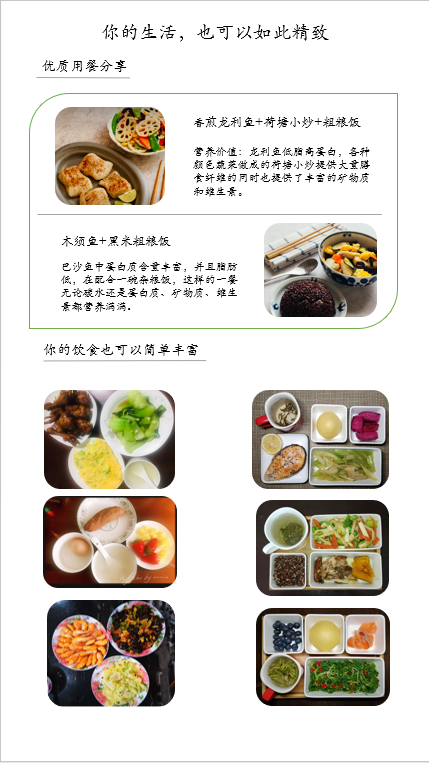 你的生活，也可以如此精致
优质用餐分享
香煎龙利鱼+荷塘小炒+粗粮饭
营养价值：龙利鱼低脂高蛋白，各种
颜色蔬菜做成的荷塘小炒提供大量膳
食纤维的同时也提供了丰富的矿物质
和维生素。
木须鱼+黑米粗粮饭
巴沙鱼中蛋白质含量丰富，并且脂肪
低，在配合一碗杂粮饭，这样的一餐
无论碳水还是蛋白质、矿物质、维生
素都营养满满。
你的饮食也可以简单丰富